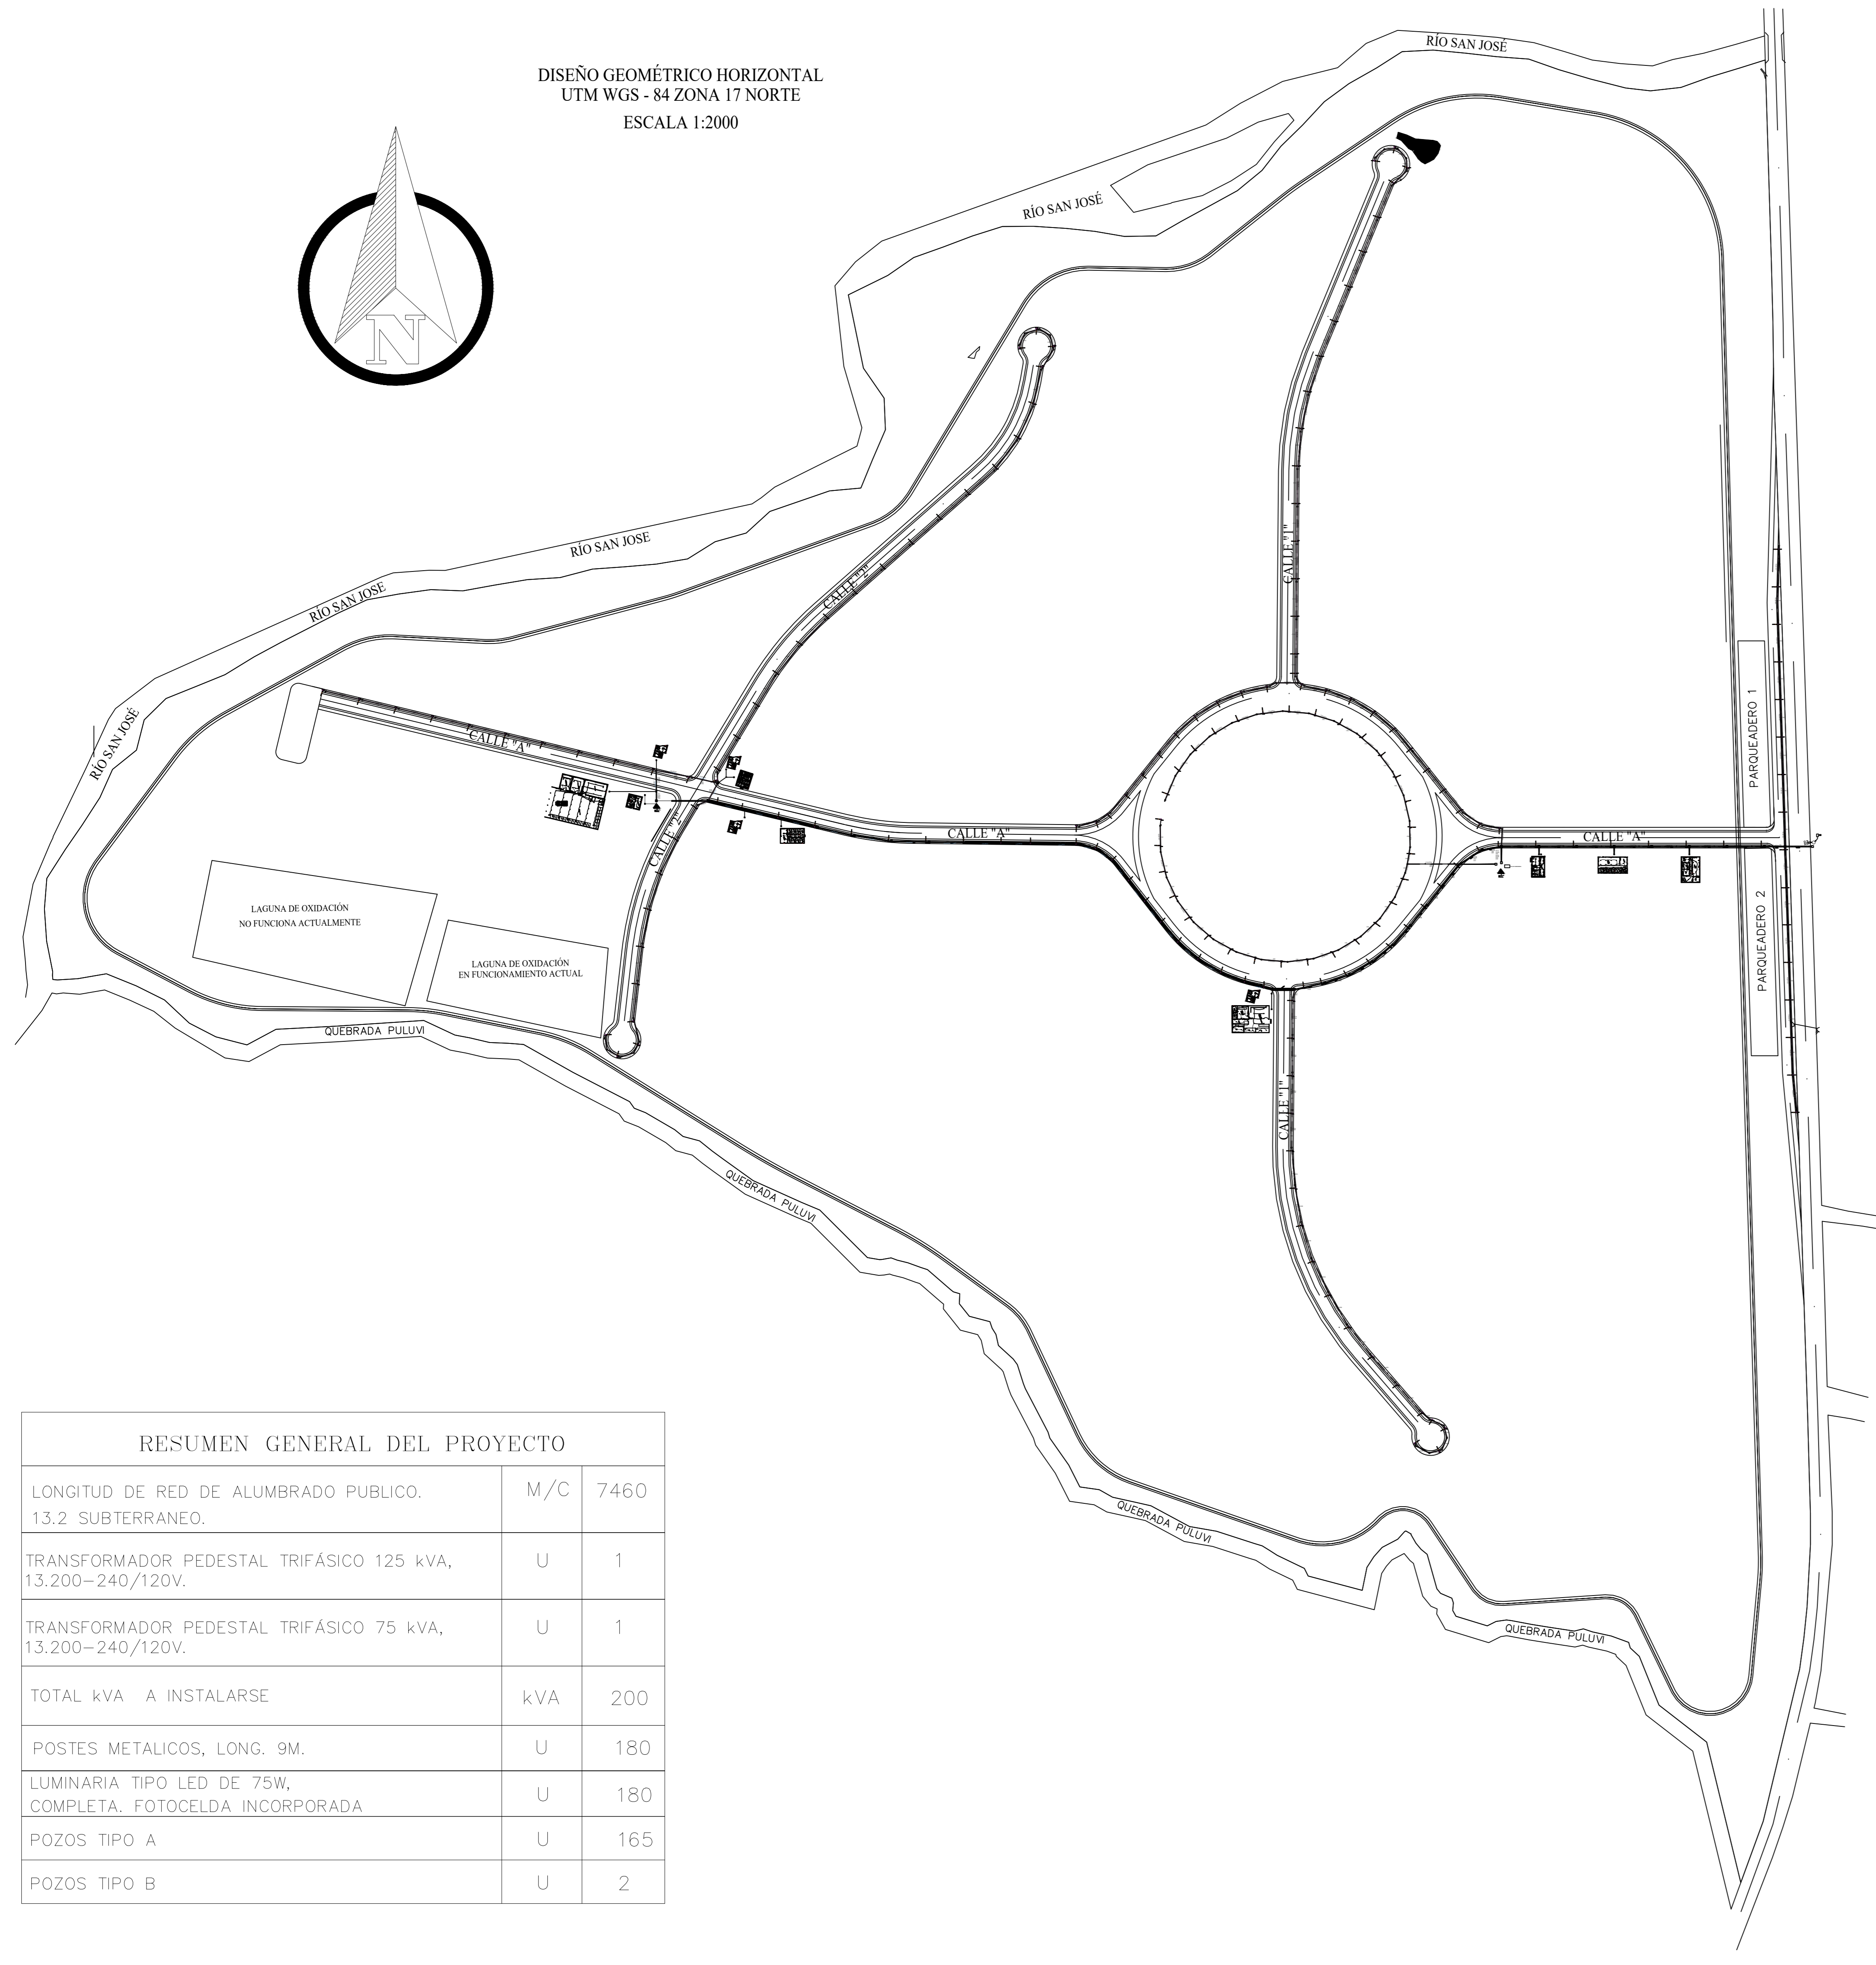 DISEÑO GEOMÉTRICO HORIZONTAL
UTM WGS - 84 ZONA 17 NORTE
ESCALA 1:2000
N
RÍO SAN JOSÉ
RÍO SAN JOSÉ
RÍO SAN JOSE
RÍO SAN JOSE
RÍO SAN JOSÉ
CALLE "1"
CALLE "2"
CALLE "A"
CALLE "2"
CALLE "A"
CALLE "A"
PARQUEADERO 1
PARQUEADERO 2
LAGUNA DE OXIDACIÓN
NO FUNCIONA ACTUALMENTE
LAGUNA DE OXIDACIÓN
EN FUNCIONAMIENTO ACTUAL
QUEBRADA PULUVI
CALLE "1"
QUEBRADA PULUVI
QUEBRADA PULUVI
QUEBRADA PULUVI
RESUMEN GENERAL DEL PROYECTO
LONGITUD DE RED DE ALUMBRADO PUBLICO. M/C 7460
13.2 SUBTERRANEO.
TRANSFORMADOR PEDESTAL TRIFÁSICO 125 kVA, U 1
13.200-240/120V.
TRANSFORMADOR PEDESTAL TRIFÁSICO 75 kVA, U 1
13.200-240/120V.
TOTAL kVA A INSTALARSE kVA 200
POSTES METALICOS, LONG. 9M. U 180
LUMINARIA TIPO LED DE 75W, U 180
COMPLETA. FOTOCELDA INCORPORADA
POZOS TIPO A U 165
POZOS TIPO B U 2